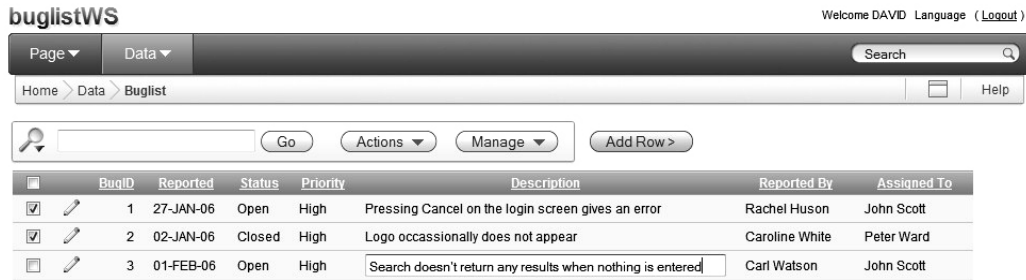 buglistWS
Welcome DAVID Language ( Logout )
Page Data Search
Home Data Buglist Help
Go Actions Manage Add Row >
BugID Reported Status Priority Description Reported By Assigned To
1 27-JAN-06 Open High Pressing Cancel on the login screen gives an error Rachel Huson John Scott
2 02-JAN-06 Closed High Logo occassionally does not appear Caroline White Peter Ward
3 01-FEB-06 Open High Search doesn't return any results when nothing is entered Carl Watson John Scott